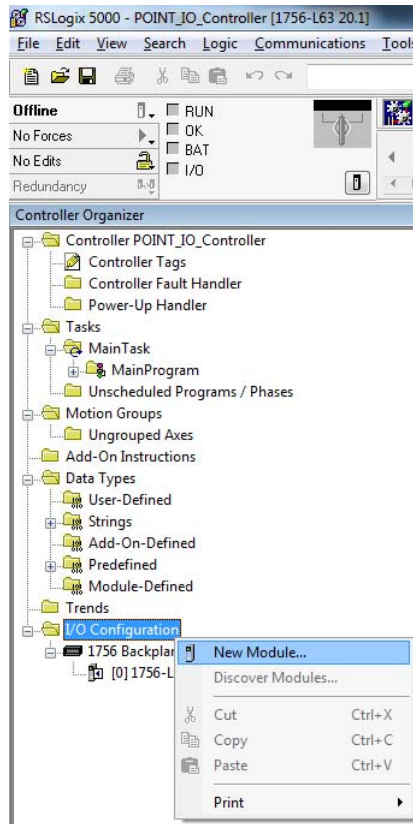 RSLogix 5000 - POINT_IO_Controller [1756-L63 20.1]
File Edit View Search Logic Communications Tools
Offline RUN
No Forces OK
No Edits BAT
Redundancy I/O
Controller Organizer
Controller POINT_IO_Controller
Controller Tags
Controller Fault Handler
Power-Up Handler
Tasks
MainTask
MainProgram
Unscheduled Programs / Phases
Motion Groups
Ungrouped Axes
Add-On Instructions
Data Types
User-Defined
Strings
Add-On-Defined
Predefined
Module-Defined
Trends
I/O Configuration
1756 Backplan New Module...
[0] 1756-L Discover Modules...
Cut Ctrl+X
Copy Ctrl+C
Paste Ctrl+V
Print